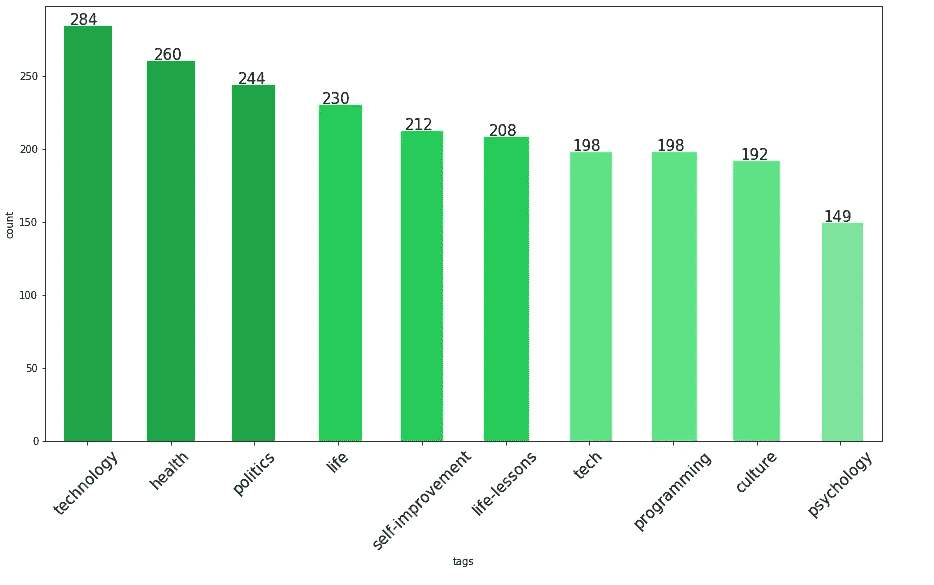 284
260
244
230
212
208
198
198
192
149
250
200
150
100
50
0
count
technology
health
politics
life
self-improvement
life-lessons
tech
programming
culture
psychology
tags